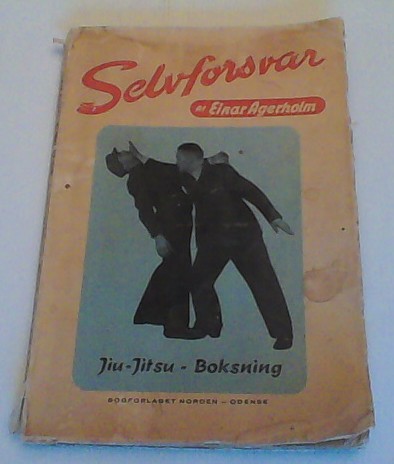 Selvforsvar
Af Einar Agerholm
Jiu-Jitsu - Boksning
BOGFORLAGET NORDEN - ODENSE